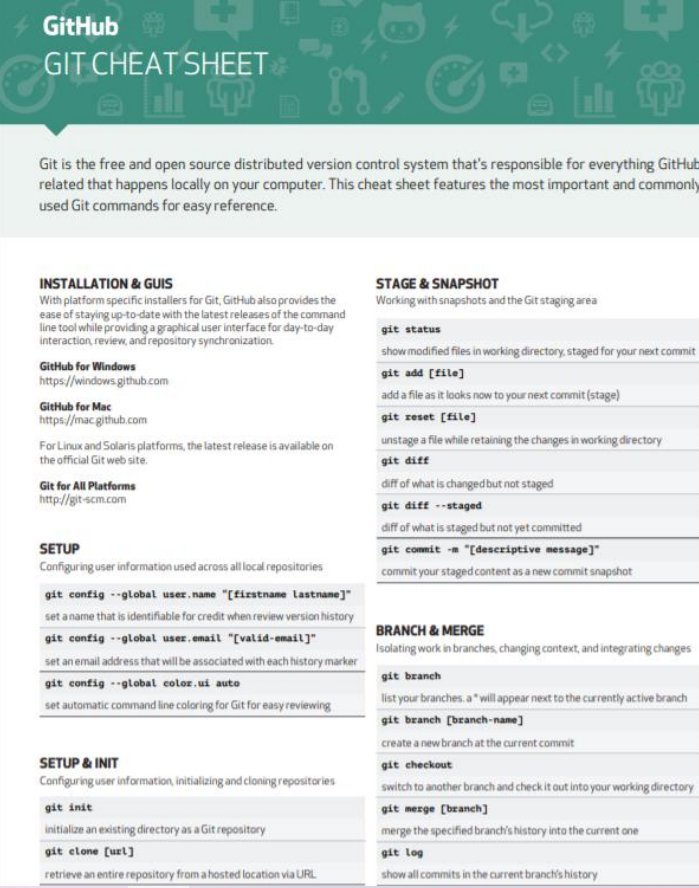 GitHub
GIT CHEAT SHEET
Git is the free and open source distributed version control system that's responsible for everything GitHub
related that happens locally on your computer. This cheat sheet features the most important and commonly
used Git commands for easy reference.
INSTALLATION & GUIS
With platform specific installers for Git, GitHub also provides the
ease of staying up-to-date with the latest releases of the command
line tool while providing a graphical user interface for day-to-day
interaction, review, and repository synchronization.
GitHub for Windows
https://windows.github.com
GitHub for Mac
https://mac.github.com
For Linux and Solaris platforms, the latest release is available on
the official Git web site.
Git for All Platforms
http://git-scm.com
SETUP
Configuring user information used across all local repositories
git config --global user.name "[firstname lastname]"
set a name that is identifiable for credit when review version history
git config --global user.email "[valid-email]"
set an email address that will be associated with each history marker
git config --global color.ui auto
set automatic command line coloring for Git for easy reviewing
SETUP & INIT
Configuring user information, initializing and cloning repositories
git init
initialize an existing directory as a Git repository
git clone [url]
retrieve an entire repository from a hosted location via URL
STAGE & SNAPSHOT
Working with snapshots and the Git staging area
git status
show modified files in working directory, staged for your next commit
git add [file]
add a file as it looks now to your next commit (stage)
git reset [file]
unstage a file while retaining the changes in working directory
git diff
diff of what is changed but not staged
git diff --staged
diff of what is staged but not yet committed
git commit -m "[descriptive message]"
commit your staged content as a new commit snapshot
BRANCH & MERGE
Isolating work in branches, changing context, and integrating changes
git branch
list your branches. a * will appear next to the currently active branch
git branch [branch-name]
create a new branch at the current commit
git checkout
switch to another branch and check it out into your working directory
git merge [branch]
merge the specified branch's history into the current one
git log
show all commits in the current branch's history